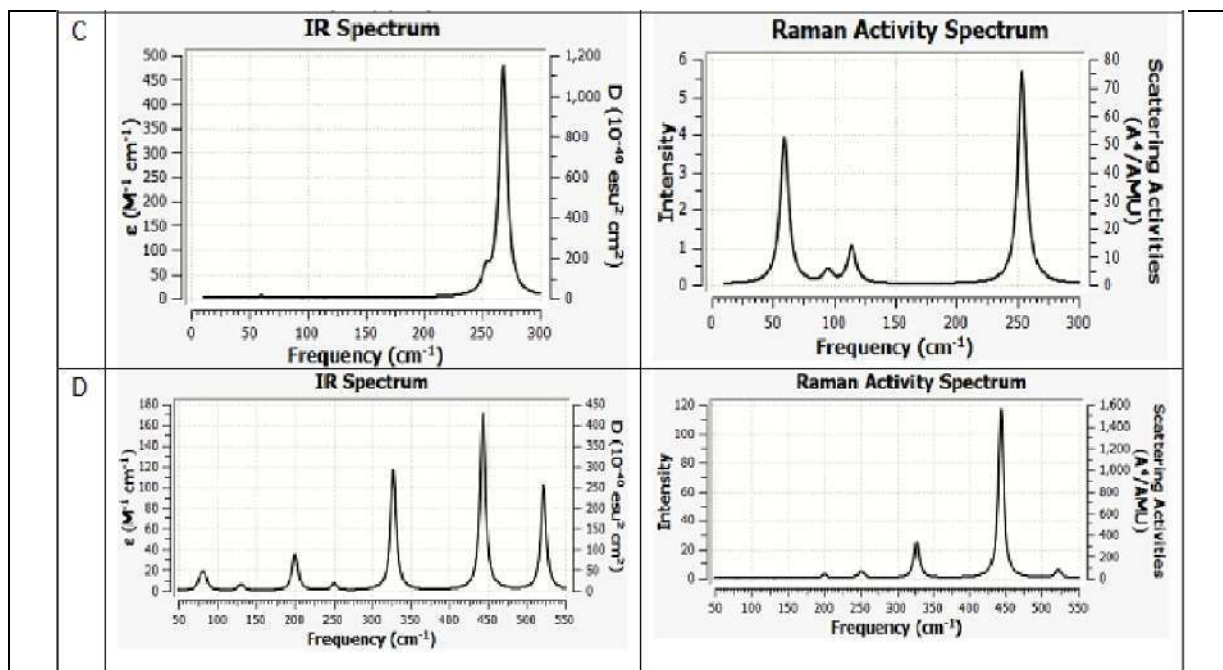 C
IR Spectrum
500
450
400
350
300
250
200
150
100
50
0
ε (M⁻¹ cm⁻¹)
1,200
1,000
800
600
400
200
0
D (10⁻⁴⁰ esu² cm²)
0 50 100 150 200 250 300
Frequency (cm⁻¹)
Raman Activity Spectrum
6
5
4
3
2
1
0
Intensity
80
70
60
50
40
30
20
10
0
Scattering Activities
(A⁴/AMU)
0 50 100 150 200 250 300
Frequency (cm⁻¹)
D
IR Spectrum
180
160
140
120
100
80
60
40
20
0
ε (M⁻¹ cm⁻¹)
450
400
350
300
250
200
150
100
50
0
D (10⁻⁴⁰ esu² cm²)
50 100 150 200 250 300 350 400 450 500 550
Frequency (cm⁻¹)
Raman Activity Spectrum
120
100
80
60
40
20
0
Intensity
1,600
1,400
1,200
1,000
800
600
400
200
0
Scattering Activities
(A⁴/AMU)
50 100 150 200 250 300 350 400 450 500 550
Frequency (cm⁻¹)